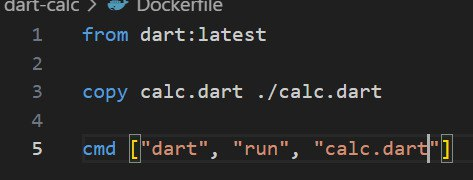 dart-calc > Dockerfile
1 from dart:latest
2
3 copy calc.dart ./calc.dart
4
5 cmd ["dart", "run", "calc.dart"]